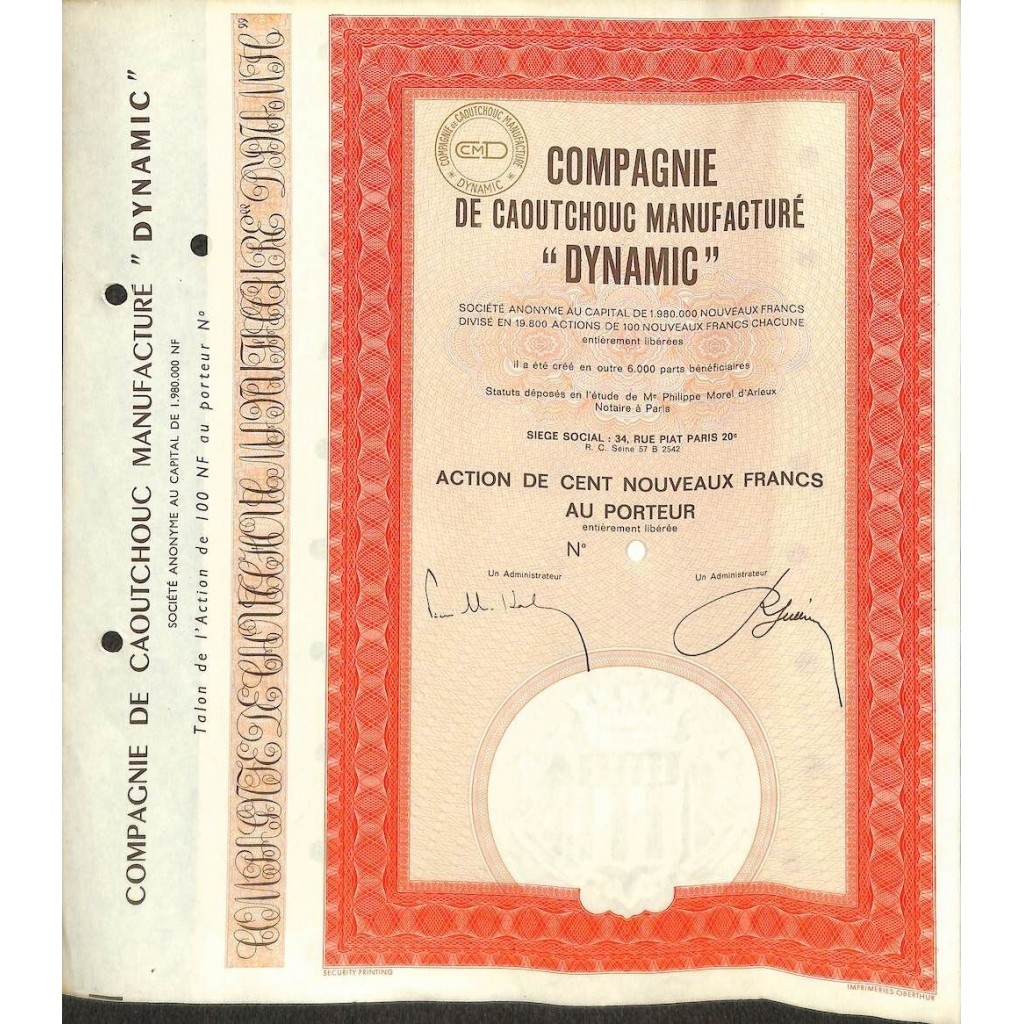 COMPAGNIE DE CAOUTCHOUC MANUFACTURÉ " DYNAMIC "
SOCIÉTÉ ANONYME AU CAPITAL DE 1.980.000 NF
Talon de l'Action de 100 NF au porteur N°
COMPAGNIE DE CAOUTCHOUC MANUFACTURÉ "DYNAMIC"
COMPAGNIE DE CAOUTCHOUC MANUFACTURÉ
CMD
* DYNAMIC *
COMPAGNIE
DE CAOUTCHOUC MANUFACTURÉ
“DYNAMIC”
SOCIÉTÉ ANONYME AU CAPITAL DE 1.980.000 NOUVEAUX FRANCS
DIVISÉ EN 19.800 ACTIONS DE 100 NOUVEAUX FRANCS CHACUNE
entièrement libérées
il a été créé en outre 6.000 parts bénéficiaires
Statuts déposés en l'étude de Me Philippe Morel d'Arleux
Notaire à Paris
SIEGE SOCIAL : 34, RUE PIAT PARIS 20e
R. C. Seine 57 B 2542
ACTION DE CENT NOUVEAUX FRANCS
AU PORTEUR
entièrement libérée
N°
Un Administrateur
Un Administrateur
SECURITY PRINTING
IMPRIMERIES OBERTHUR